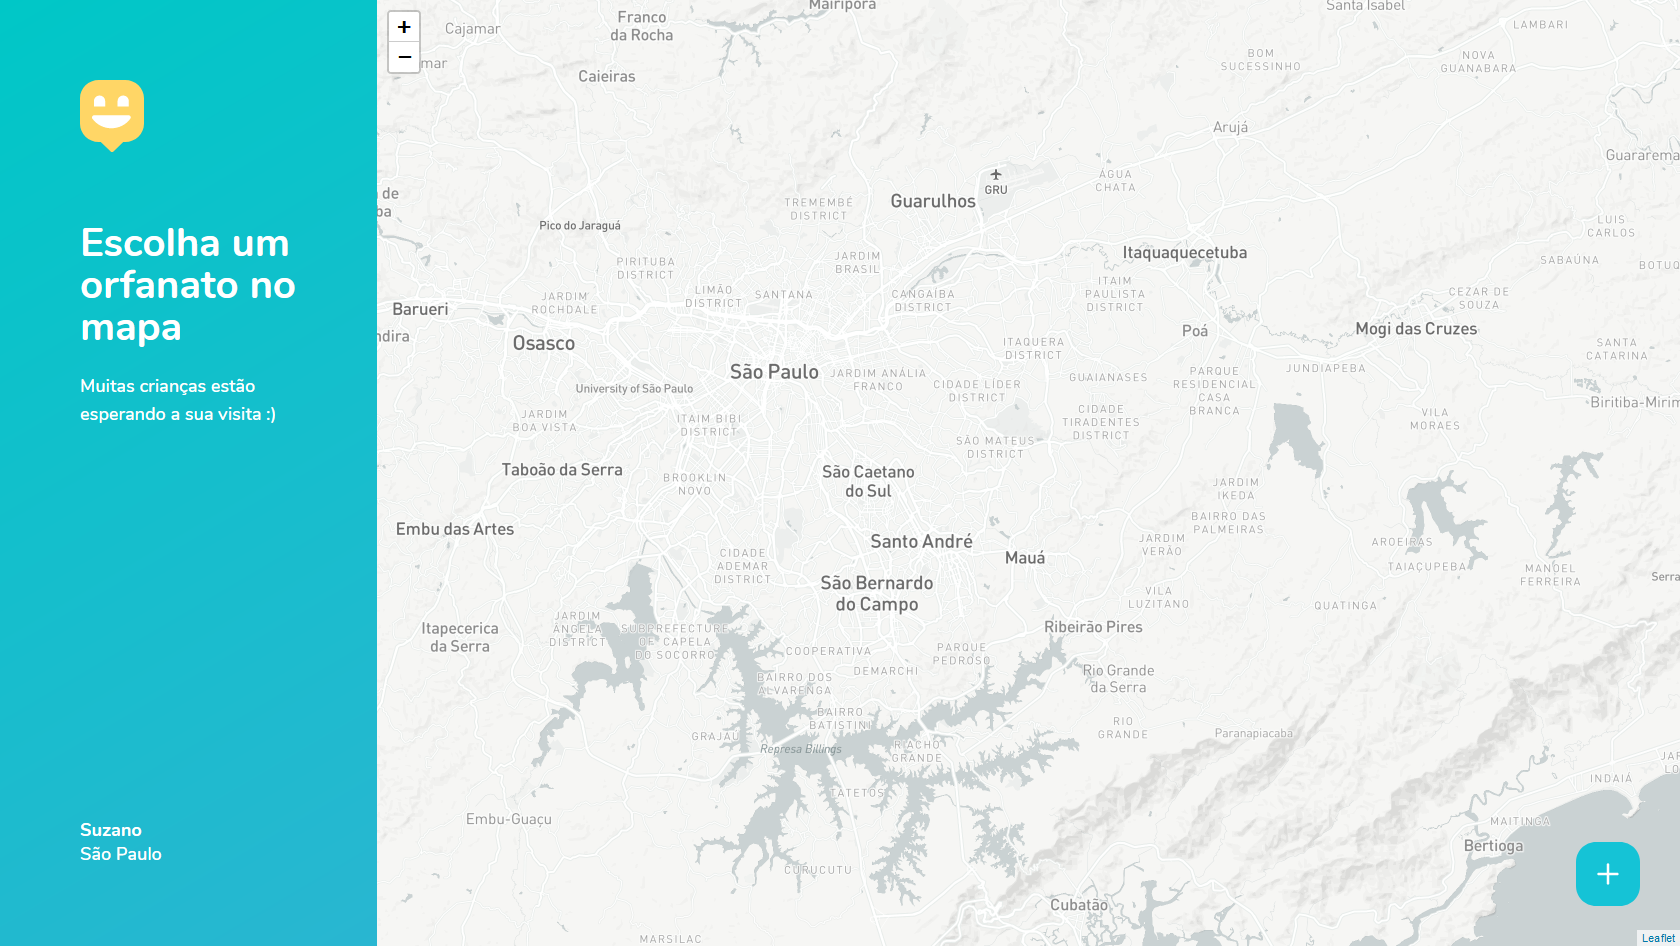 Escolha um
orfanato no
mapa
Muitas crianças estão
esperando a sua visita :)
Suzano
São Paulo
+
−
Franco
da Rocha
Mairiporã
Santa Isabel
Cajamar
LAMBARI
mar
Caieiras
BOM
SUCESSINHO
NOVA
GUANABARA
Arujá
Guararema
de
ba
GRU
Guarulhos
ÁGUA
CHATA
TREMEMBÉ
DISTRICT
Pico do Jaraguá
LUIS
CARLOS
Itaquaquecetuba
PIRITUBA
DISTRICT
JARDIM
BRASIL
SABAÚNA
BOTUQ
JARDIM
ROCHDALE
LIMÃO
DISTRICT
SANTANA
CANGAÍBA
DISTRICT
ITAIM
PAULISTA
DISTRICT
CEZAR DE
SOUZA
Barueri
ndira
Osasco
Poá
Mogi das Cruzes
ITAQUERA
DISTRICT
SANTA
CATARINA
São Paulo
JARDIM ANÁLIA
FRANCO
CIDADE LÍDER
DISTRICT
GUAIANASES
PARQUE
RESIDENCIAL
CASA
BRANCA
JUNDIAPEBA
University of São Paulo
Biritiba-Mirim
JARDIM
BOA VISTA
ITAIM BIBI
DISTRICT
CIDADE
TIRADENTES
DISTRICT
VILA
MORAES
SÃO MATEUS
DISTRICT
Taboão da Serra
BROOKLIN
NOVO
São Caetano
do Sul
JARDIM
IKEDA
Embu das Artes
BAIRRO DAS
PALMEIRAS
Santo André
Mauá
JARDIM
VERÃO
AROEIRAS
TAIAÇUPEBA
MANOEL
FERREIRA
Serra
CIDADE
ADEMAR
DISTRICT
São Bernardo
do Campo
VILA
LUZITANO
QUATINGA
Itapecerica
da Serra
JARDIM
ÂNGELA
DISTRICT
SUBPREFECTURE
OF CAPELA
DO SOCORRO
Ribeirão Pires
COOPERATIVA
PARQUE
PEDROSO
DEMARCHI
Rio Grande
da Serra
BAIRRO DOS
ALVARENGA
BAIRRO
BATISTINI
GRAJAÚ
Represa Billings
RIACHO
GRANDE
RIO
GRANDE
Paranapiacaba
TATETOS
INDAIÁ
JAR
LO
Embu-Guaçu
MAITINGA
Bertioga
CURUCUTU
Cubatão
MARSILAC
Leaflet